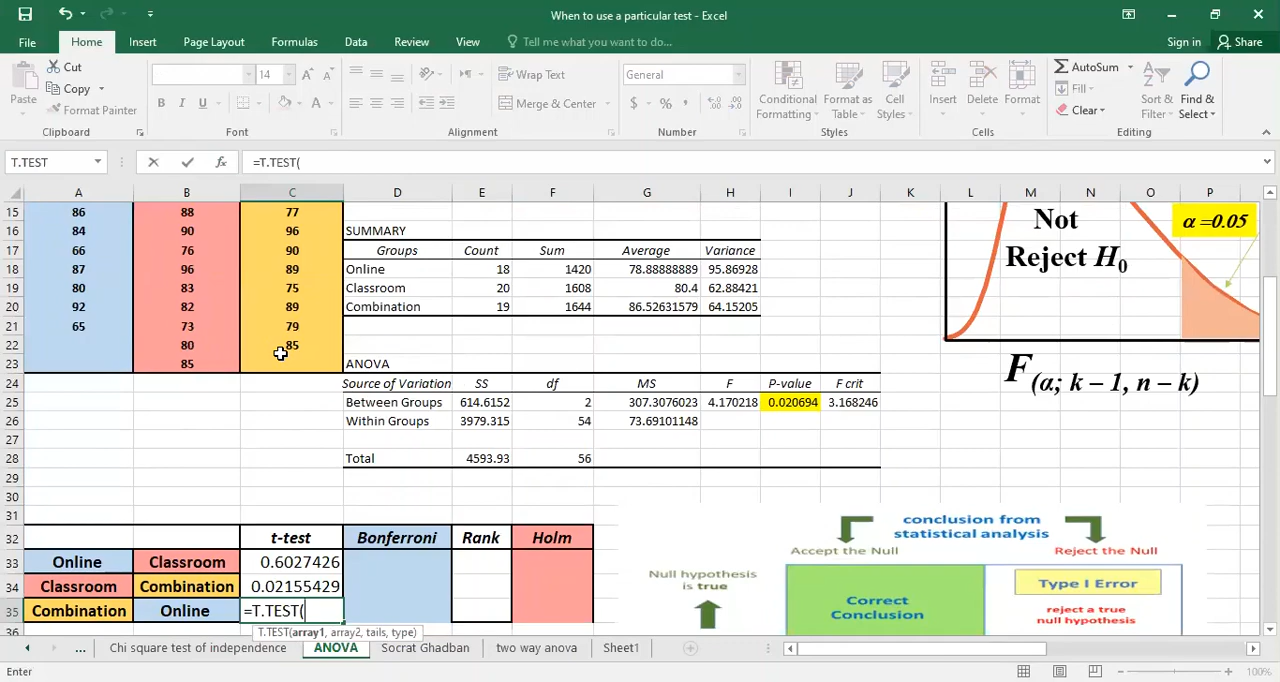 When to use a particular test - Excel
File Home Insert Page Layout Formulas Data Review View Tell me what you want to do... Sign in Share
Paste Cut Copy Format Painter
14 B I U
Wrap Text Merge & Center
General $ % ,
Conditional Formatting Format as Table Cell Styles
Insert Delete Format
AutoSum Fill Clear
Sort & Filter Find & Select
Clipboard Font Alignment Number Styles Cells Editing
T.TEST fx =T.TEST(
A B C D E F G H I J K L M N O P
15 86 88 77
16 84 90 96 SUMMARY
17 66 76 90 Groups Count Sum Average Variance
18 87 96 89 Online 18 1420 78.88888889 95.86928
19 80 83 75 Classroom 20 1608 80.4 62.88421
20 92 82 89 Combination 19 1644 86.52631579 64.15205
21 65 73 79
22 80 85
23 85 ANOVA
24 Source of Variation SS df MS F P-value F crit
25 Between Groups 614.6152 2 307.3076023 4.170218 0.020694 3.168246
26 Within Groups 3979.315 54 73.69101148
27
28 Total 4593.93 56
29
30
31
32 t-test Bonferroni Rank Holm
33 Online Classroom 0.6027426
34 Classroom Combination 0.02155429
35 Combination Online =T.TEST(
36
T.TEST(array1, array2, tails, type)
Not
Reject H0
α =0.05
F(α; k – 1, n – k)
conclusion from
statistical analysis
Accept the Null Reject the Null
Null hypothesis
is true
Correct
Conclusion
Type I Error
reject a true
null hypothesis
... Chi square test of independence ANOVA Socrat Ghadban two way anova Sheet1
Enter 100%